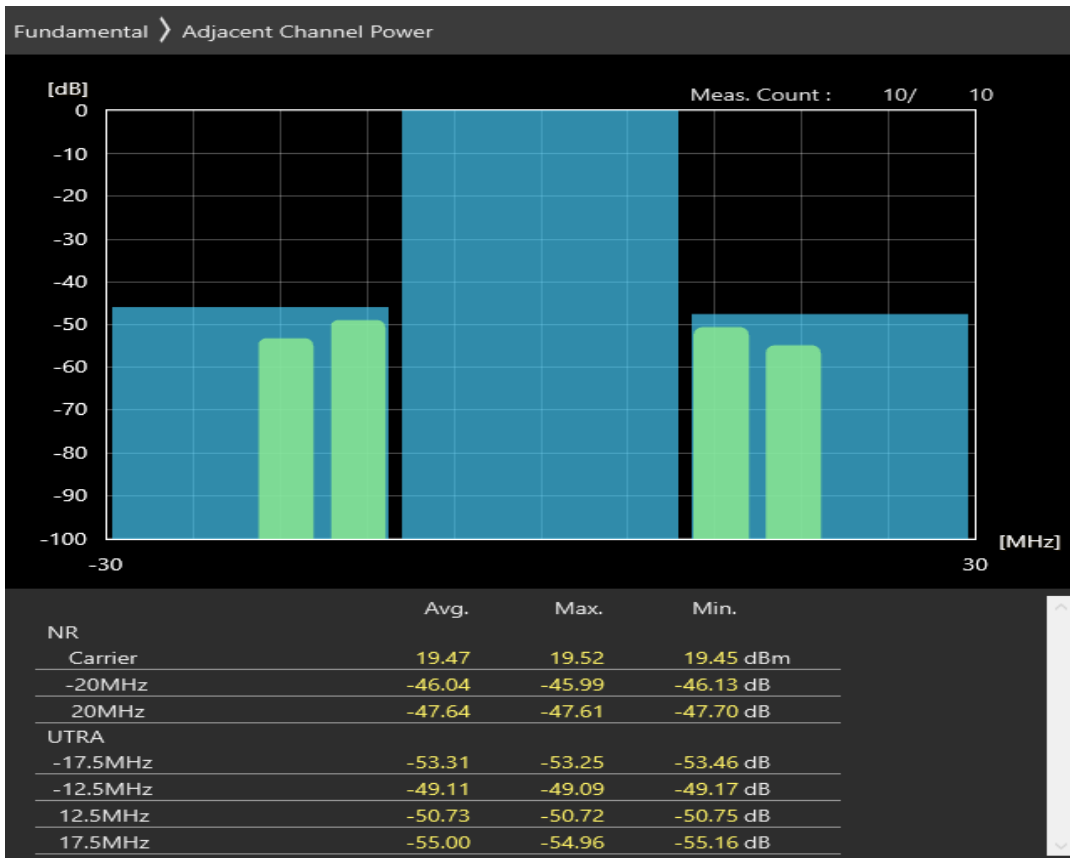 Fundamental 〉 Adjacent Channel Power
[dB]
Meas. Count : 10/ 10
0
-10
-20
-30
-40
-50
-60
-70
-80
-90
-100
[MHz]
-30 30
Avg. Max. Min.
NR
Carrier 19.47 19.52 19.45 dBm
-20MHz -46.04 -45.99 -46.13 dB
20MHz -47.64 -47.61 -47.70 dB
UTRA
-17.5MHz -53.31 -53.25 -53.46 dB
-12.5MHz -49.11 -49.09 -49.17 dB
12.5MHz -50.73 -50.72 -50.75 dB
17.5MHz -55.00 -54.96 -55.16 dB